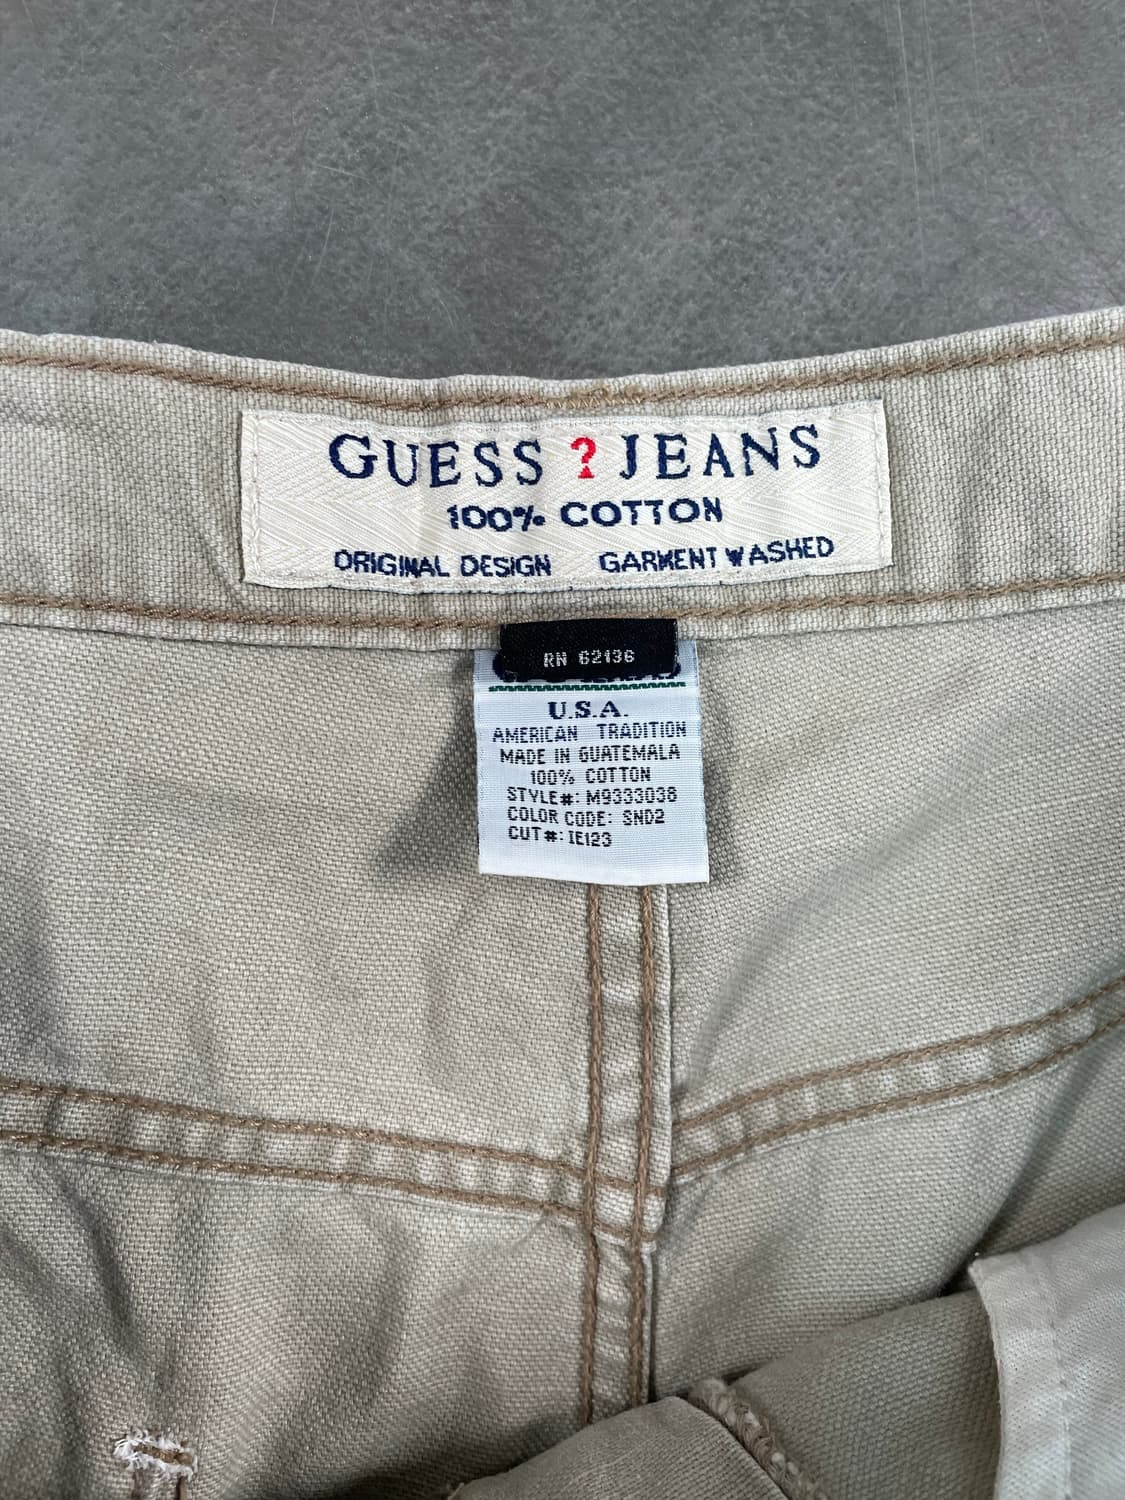 GUESS ? JEANS
100% COTTON
ORIGINAL DESIGN GARMENT WASHED
RN 62136
U.S.A.
AMERICAN TRADITION
MADE IN GUATEMALA
100% COTTON
STYLE#: M9333038
COLOR CODE: SND2
CUT#: IE123